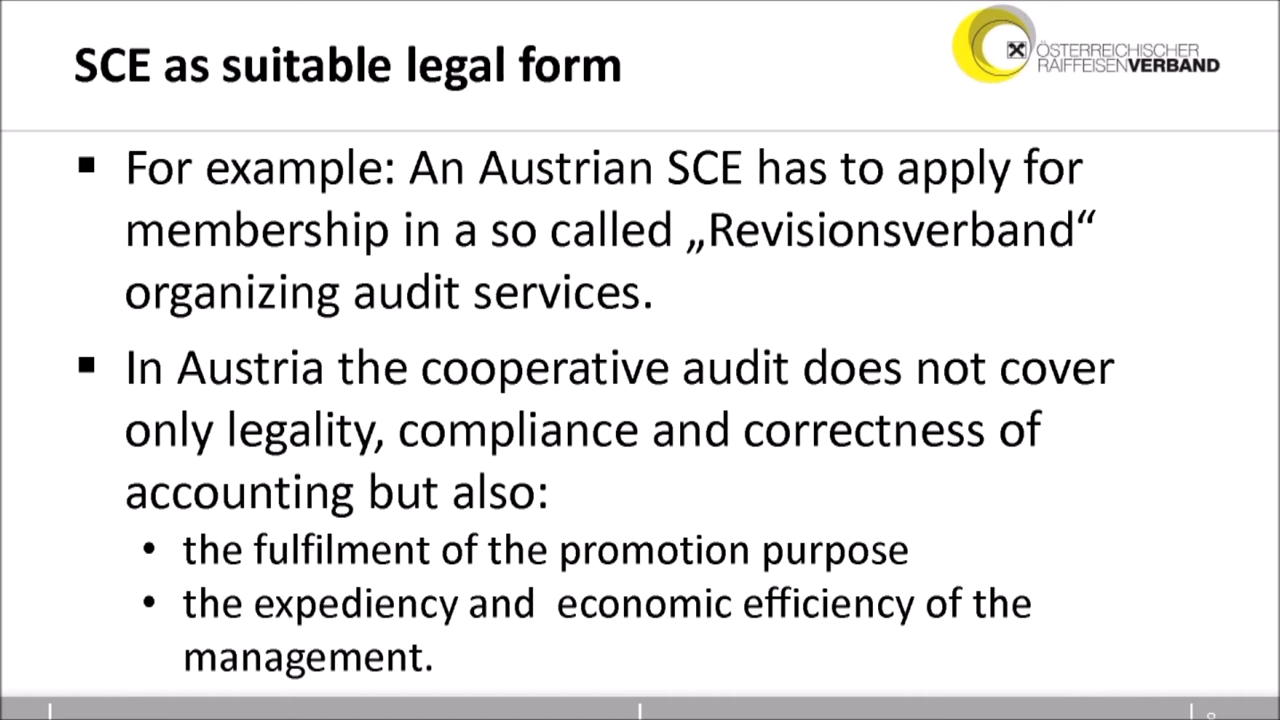 SCE as suitable legal form
ÖSTERREICHISCHER
RAIFFEISENVERBAND
▪ For example: An Austrian SCE has to apply for
membership in a so called „Revisionsverband“
organizing audit services.
▪ In Austria the cooperative audit does not cover
only legality, compliance and correctness of
accounting but also:
• the fulfilment of the promotion purpose
• the expediency and  economic efficiency of the
management.